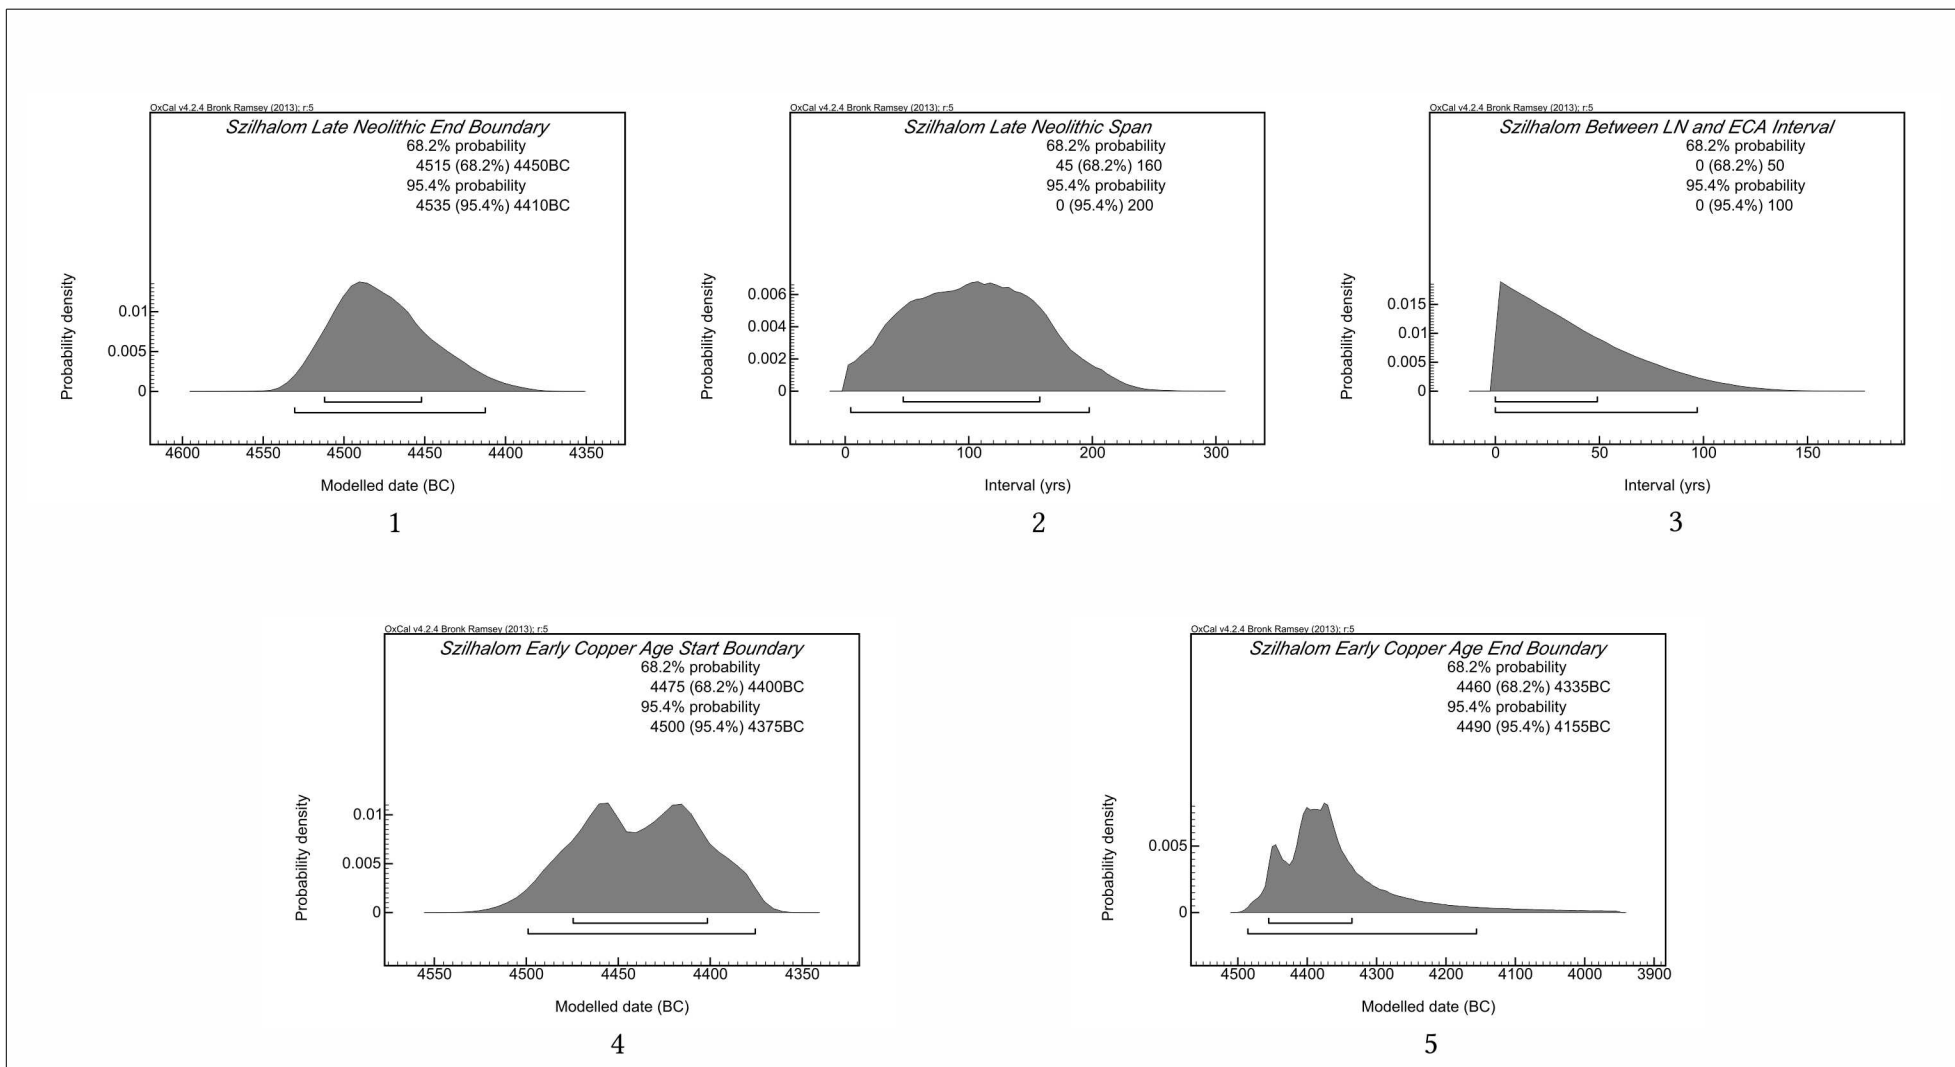 OxCal v4.2.4 Bronk Ramsey (2013); r:5
Szilhalom Late Neolithic End Boundary
68.2% probability
4515 (68.2%) 4450BC
95.4% probability
4535 (95.4%) 4410BC
Probability density
0.01
0.005
0
4600 4550 4500 4450 4400 4350
Modelled date (BC)
1
OxCal v4.2.4 Bronk Ramsey (2013); r:5
Szilhalom Late Neolithic Span
68.2% probability
45 (68.2%) 160
95.4% probability
0 (95.4%) 200
Probability density
0.006
0.004
0.002
0
0 100 200 300
Interval (yrs)
2
OxCal v4.2.4 Bronk Ramsey (2013); r:5
Szilhalom Between LN and ECA Interval
68.2% probability
0 (68.2%) 50
95.4% probability
0 (95.4%) 100
Probability density
0.015
0.01
0.005
0
0 50 100 150
Interval (yrs)
3
OxCal v4.2.4 Bronk Ramsey (2013); r:5
Szilhalom Early Copper Age Start Boundary
68.2% probability
4475 (68.2%) 4400BC
95.4% probability
4500 (95.4%) 4375BC
Probability density
0.01
0.005
0
4550 4500 4450 4400 4350
Modelled date (BC)
4
OxCal v4.2.4 Bronk Ramsey (2013); r:5
Szilhalom Early Copper Age End Boundary
68.2% probability
4460 (68.2%) 4335BC
95.4% probability
4490 (95.4%) 4155BC
Probability density
0.005
0
4500 4400 4300 4200 4100 4000 3900
Modelled date (BC)
5